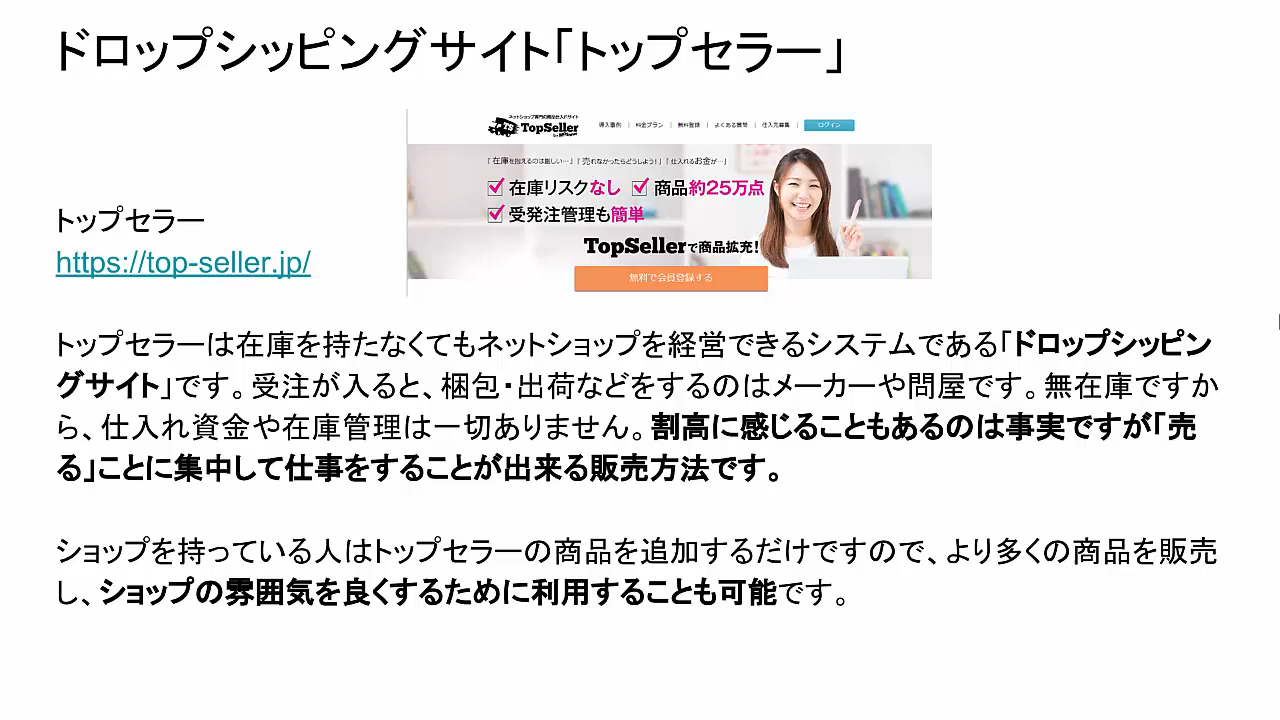 ドロップシッピングサイト「トップセラー」
ネットショップ専門の商品仕入れサイト
TopSeller
導入事例 | 料金プラン | 無料登録 | よくある質問 | 仕入先募集 | ログイン
「在庫を抱えるのは厳しい…」「売れなかったらどうしよう！」「仕入れるお金が…」
在庫リスクなし 商品約25万点
受発注管理も簡単
TopSellerで商品拡充!
無料で会員登録する
トップセラー
https://top-seller.jp/
トップセラーは在庫を持たなくてもネットショップを経営できるシステムである「ドロップシッピン
グサイト」です。受注が入ると、梱包・出荷などをするのはメーカーや問屋です。無在庫ですか
ら、仕入れ資金や在庫管理は一切ありません。割高に感じることもあるのは事実ですが「売
る」ことに集中して仕事をすることが出来る販売方法です。
ショップを持っている人はトップセラーの商品を追加するだけですので、より多くの商品を販売
し、ショップの雰囲気を良くするために利用することも可能です。